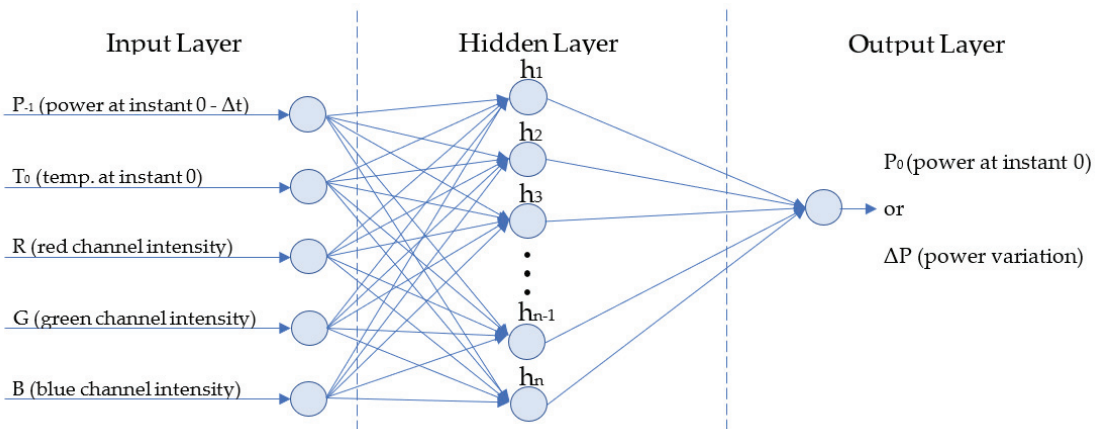 Input Layer
Hidden Layer
Output Layer
P-1 (power at instant 0 - Δt)
T0 (temp. at instant 0)
R (red channel intensity)
G (green channel intensity)
B (blue channel intensity)
h1
h2
h3
hn-1
hn
P0 (power at instant 0)
or
ΔP (power variation)